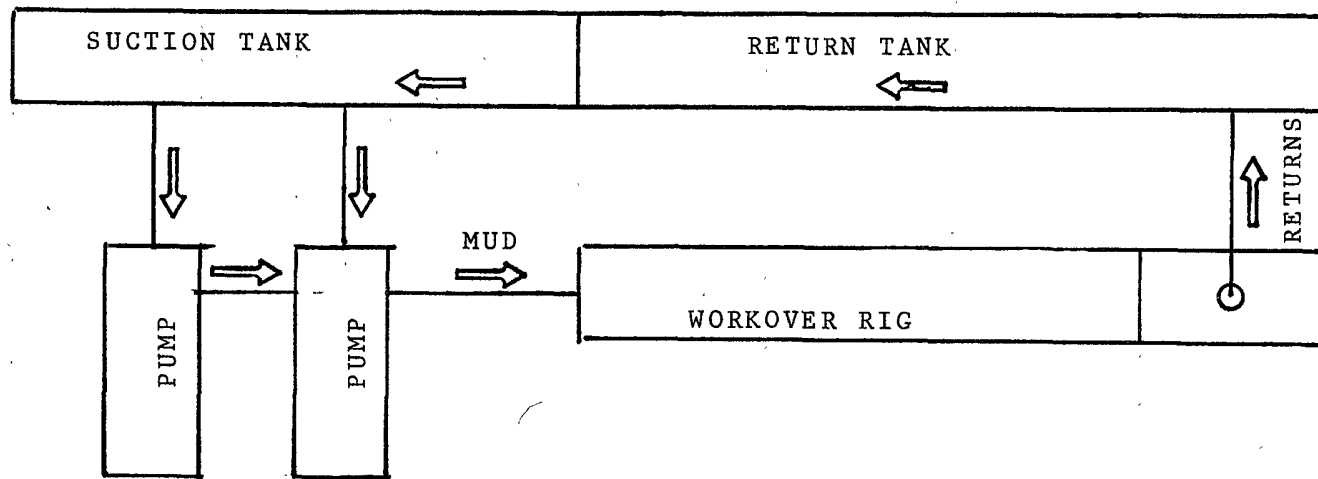 SUCTION TANK
RETURN TANK
RETURNS
MUD
PUMP
PUMP
WORKOVER RIG